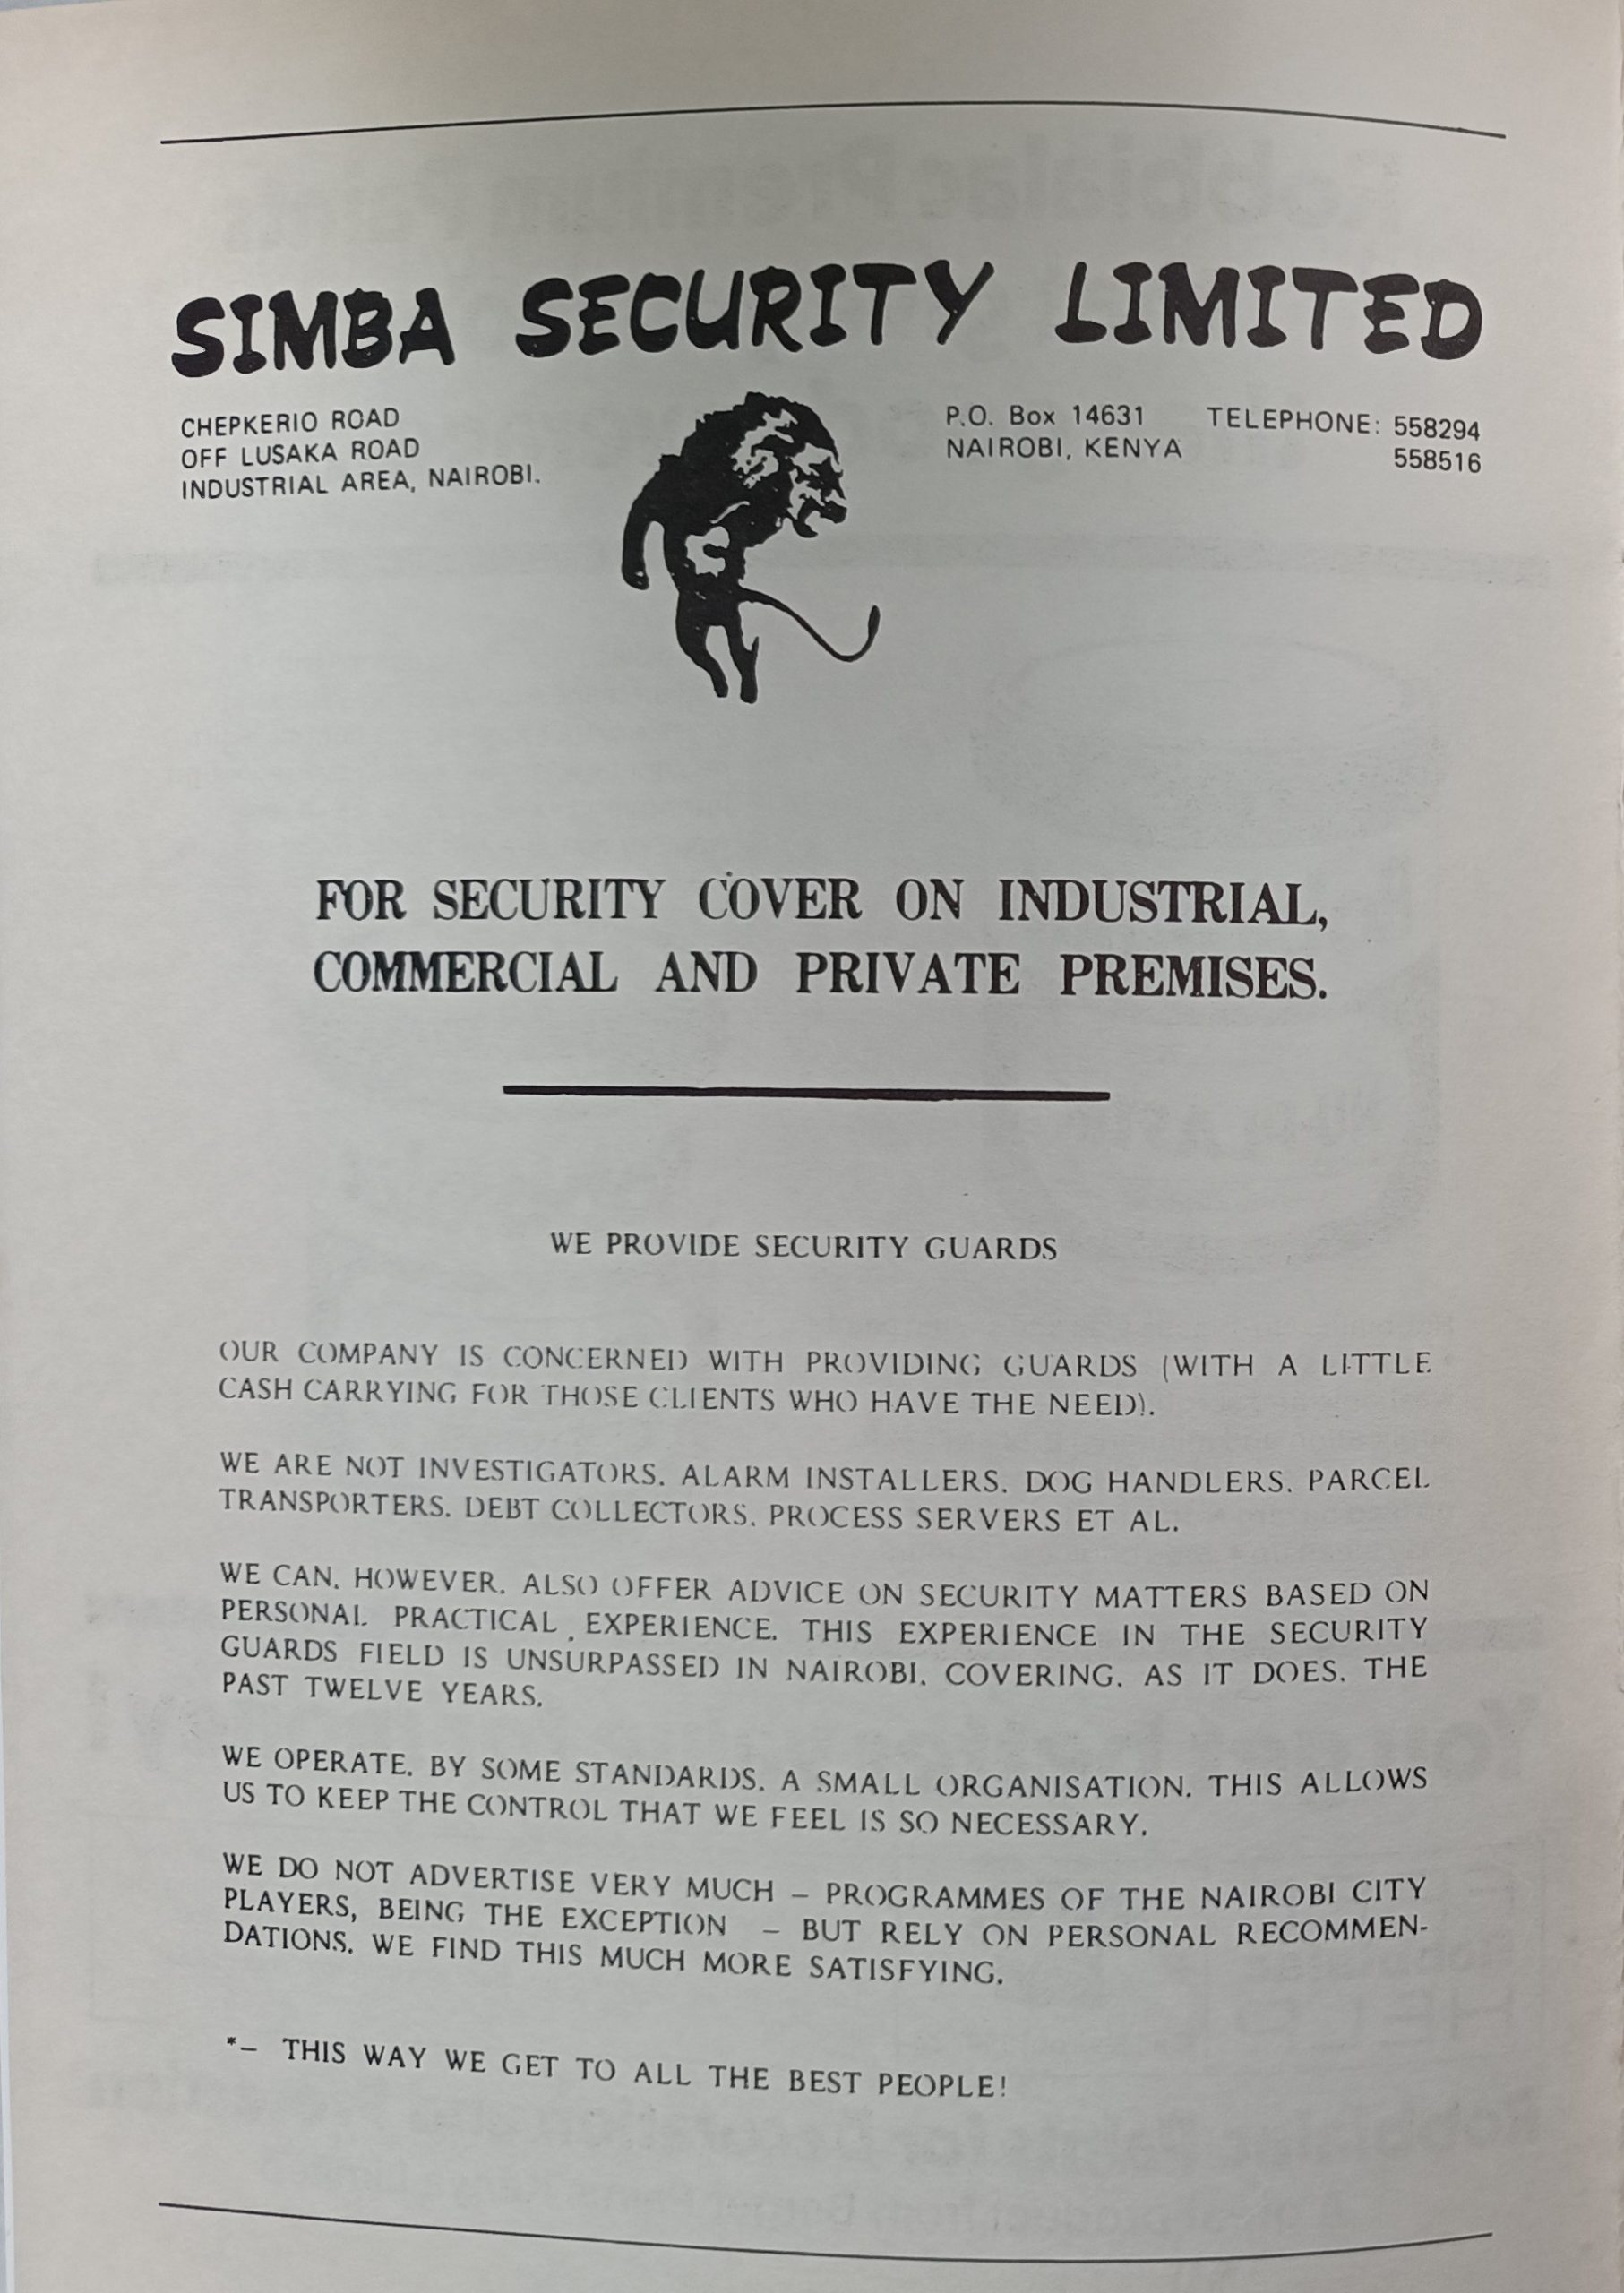 SIMBA SECURITY LIMITED
CHEPKERIO ROAD
OFF LUSAKA ROAD
INDUSTRIAL AREA, NAIROBI.
P.O. Box 14631
NAIROBI, KENYA
TELEPHONE: 558294
558516
FOR SECURITY COVER ON INDUSTRIAL,
COMMERCIAL AND PRIVATE PREMISES.
WE PROVIDE SECURITY GUARDS
OUR COMPANY IS CONCERNED WITH PROVIDING GUARDS (WITH A LITTLE
CASH CARRYING FOR THOSE CLIENTS WHO HAVE THE NEED).
WE ARE NOT INVESTIGATORS, ALARM INSTALLERS, DOG HANDLERS, PARCEL
TRANSPORTERS, DEBT COLLECTORS, PROCESS SERVERS ET AL.
WE CAN, HOWEVER, ALSO OFFER ADVICE ON SECURITY MATTERS BASED ON
PERSONAL PRACTICAL EXPERIENCE. THIS EXPERIENCE IN THE SECURITY
GUARDS FIELD IS UNSURPASSED IN NAIROBI, COVERING, AS IT DOES, THE
PAST TWELVE YEARS.
WE OPERATE, BY SOME STANDARDS, A SMALL ORGANISATION. THIS ALLOWS
US TO KEEP THE CONTROL THAT WE FEEL IS SO NECESSARY.
WE DO NOT ADVERTISE VERY MUCH – PROGRAMMES OF THE NAIROBI CITY
PLAYERS, BEING THE EXCEPTION – BUT RELY ON PERSONAL RECOMMEN-
DATIONS. WE FIND THIS MUCH MORE SATISFYING.
*– THIS WAY WE GET TO ALL THE BEST PEOPLE!